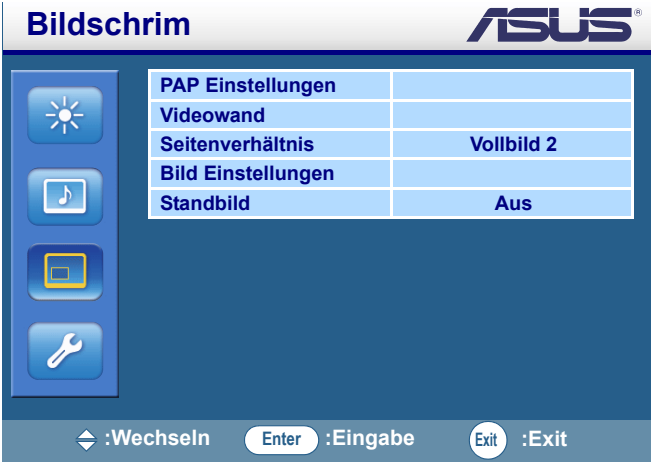 Bildschrim
ASUS®
PAP Einstellungen
Videowand
Seitenverhältnis Vollbild 2
Bild Einstellungen
Standbild Aus
:Wechseln Enter :Eingabe Exit :Exit